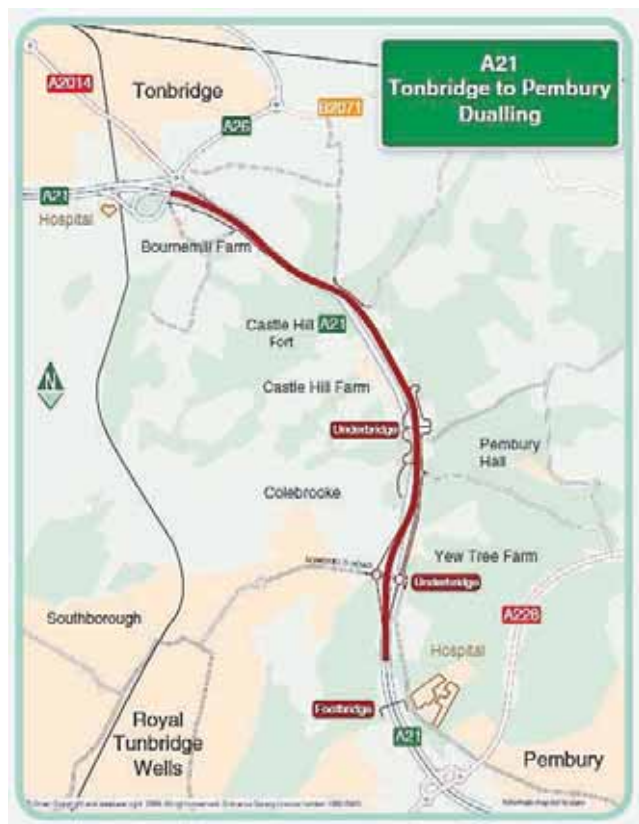 A21
Tonbridge to Pembury
Dualling
A2014
Tonbridge
B2071
A26
A21
Hospital
Bournemill Farm
Castle Hill
Fort
A21
Castle Hill Farm
N
Underbridge
Pembury
Hall
Colebrooke
Yew Tree Farm
Underbridge
Southborough
A228
Hospital
Footbridge
Royal
Tunbridge
Wells
A21
Pembury